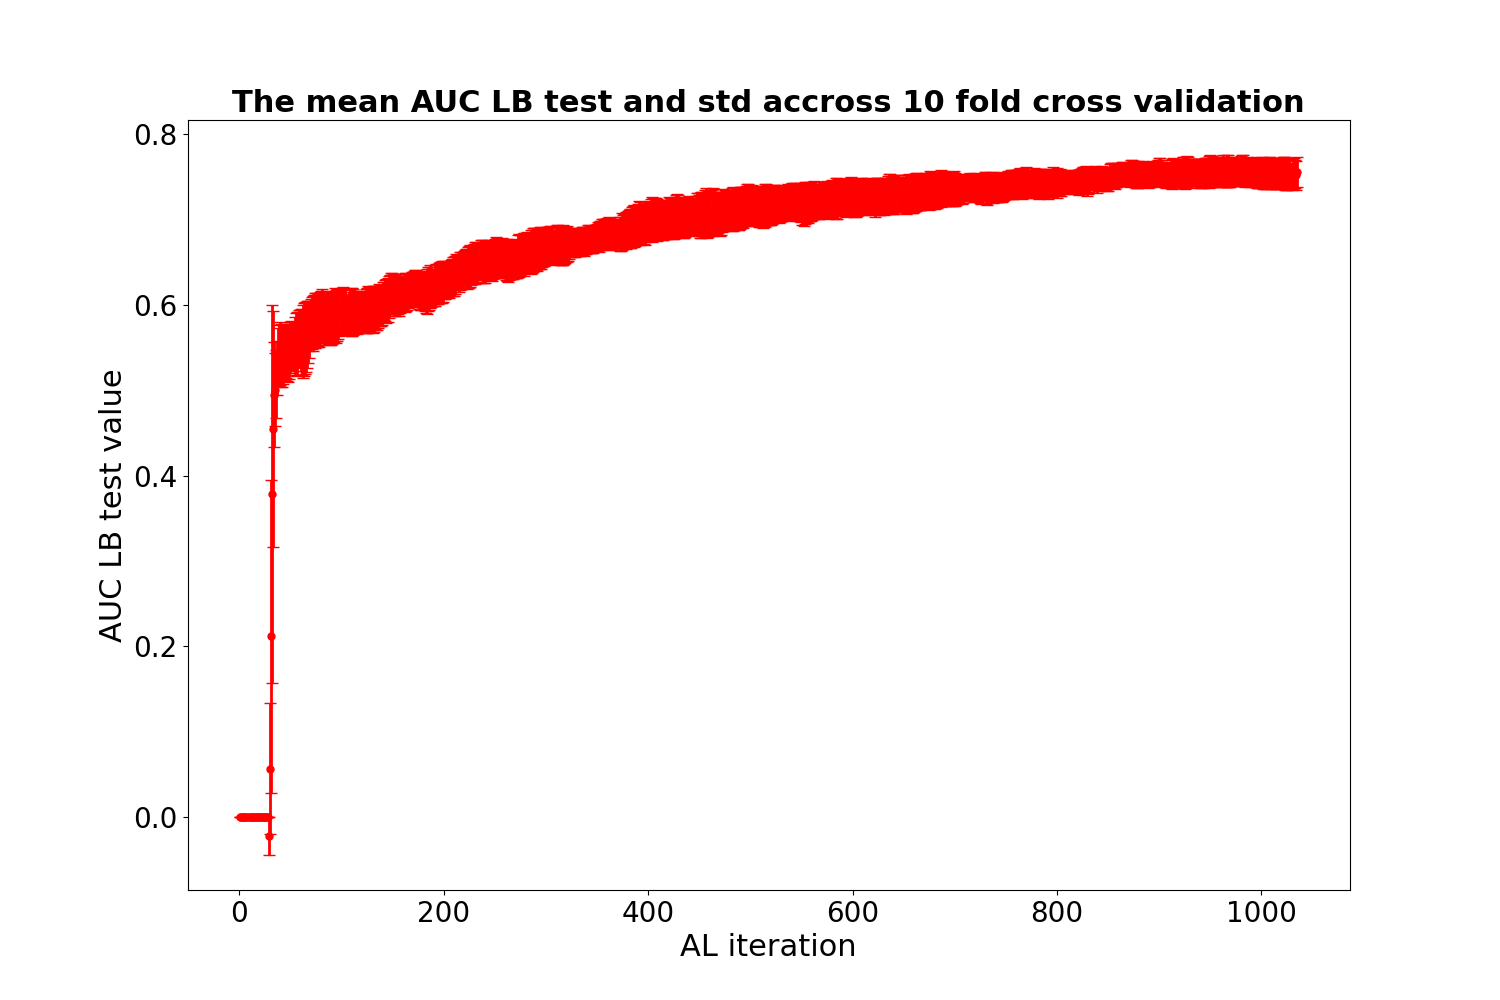 The mean AUC LB test and std accross 10 fold cross validation
AUC LB test value
0.8
0.6
0.4
0.2
0.0
0 200 400 600 800 1000
AL iteration